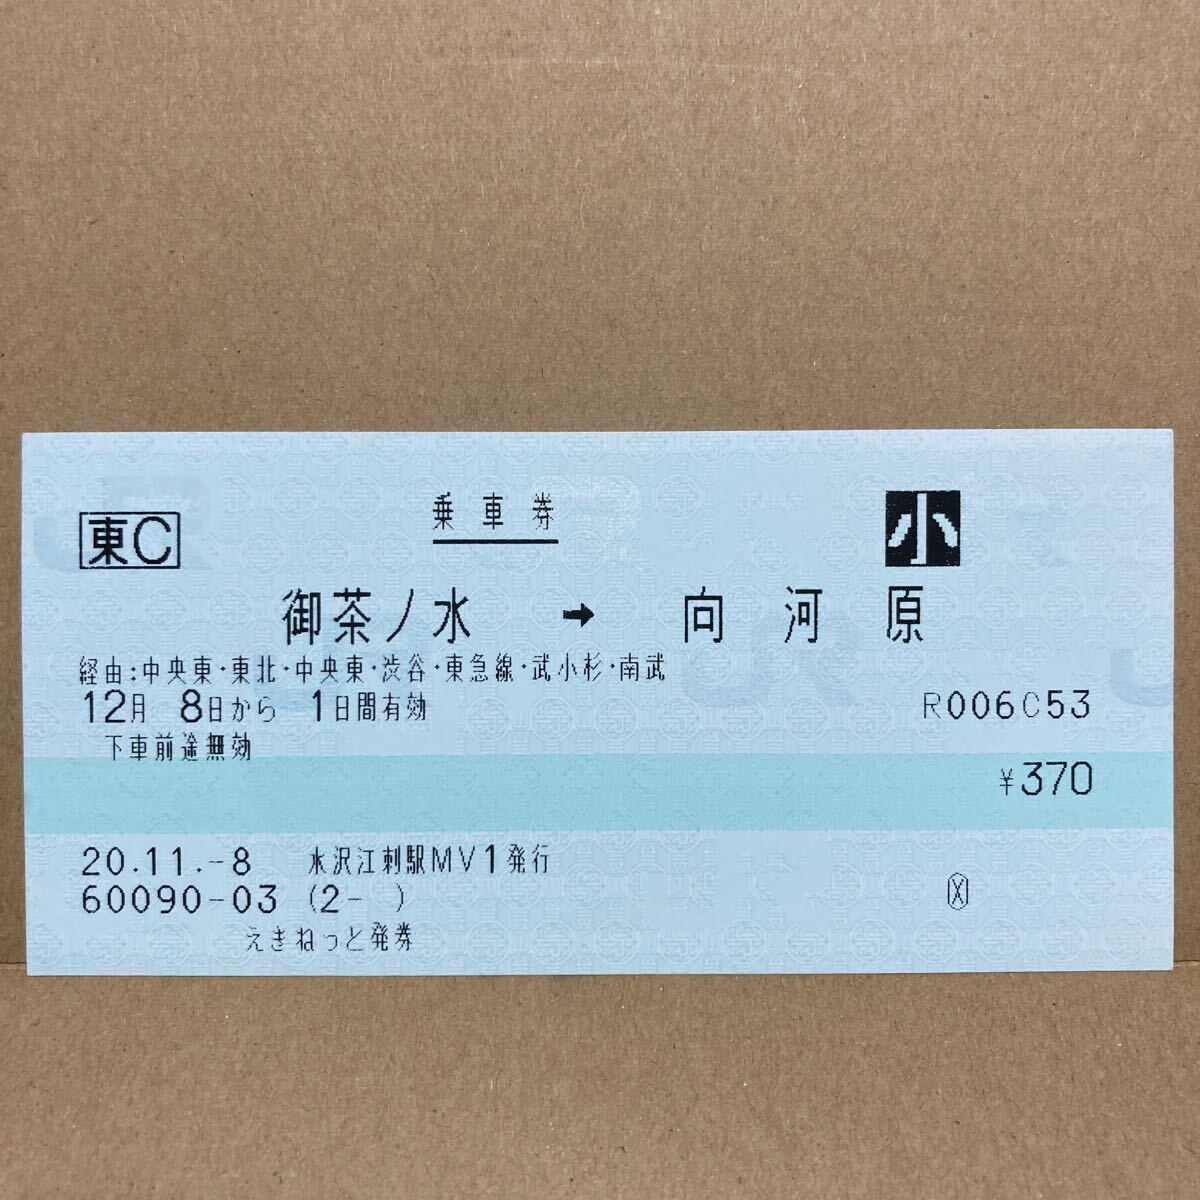 乗車券
東C
小
御茶ノ水 → 向河原
経由:中央東・東北・中央東・渋谷・東急線・武小杉・南武
12月 8日から 1日間有効
R006C53
下車前途無効
¥370
20.11.-8 水沢江刺駅MV1発行
60090-03 (2- )
Ⓧ
えきねっと発券